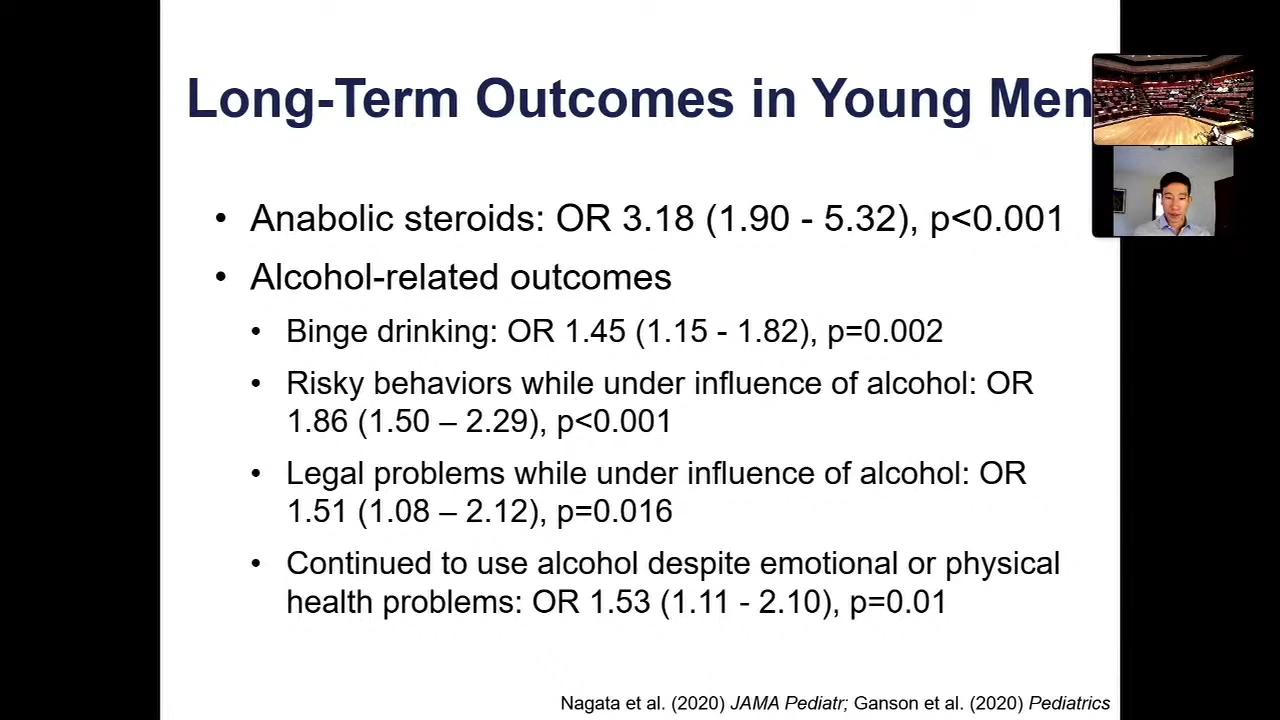 Long-Term Outcomes in Young Men
• Anabolic steroids: OR 3.18 (1.90 - 5.32), p<0.001
• Alcohol-related outcomes
• Binge drinking: OR 1.45 (1.15 - 1.82), p=0.002
• Risky behaviors while under influence of alcohol: OR
1.86 (1.50 – 2.29), p<0.001
• Legal problems while under influence of alcohol: OR
1.51 (1.08 – 2.12), p=0.016
• Continued to use alcohol despite emotional or physical
health problems: OR 1.53 (1.11 - 2.10), p=0.01
Nagata et al. (2020) JAMA Pediatr; Ganson et al. (2020) Pediatrics